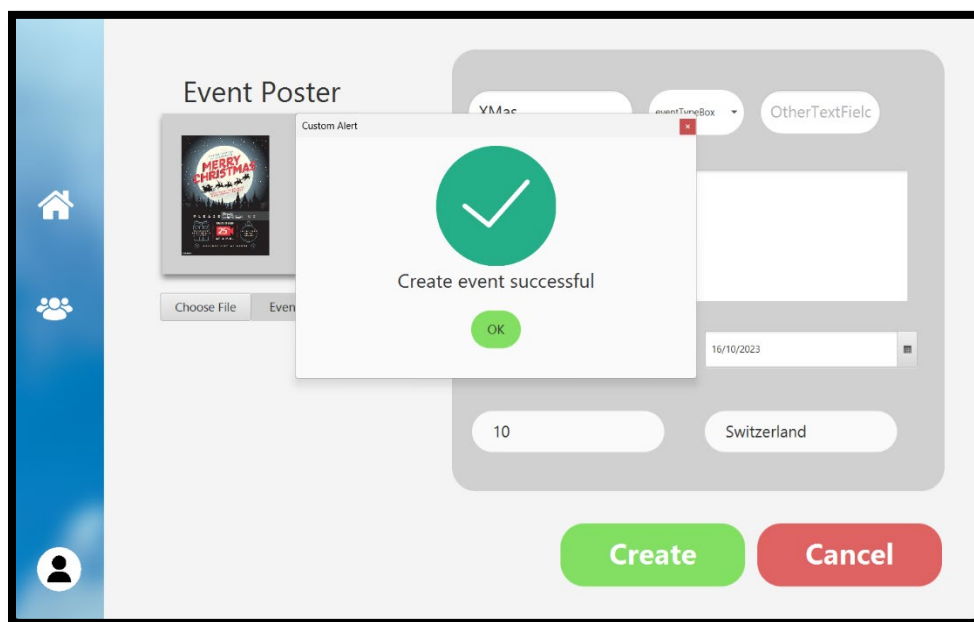 Event Poster
XMas
eventTypeBox
OtherTextFielc
Custom Alert
MERRY
CHRISTMAS
25
Create event successful
OK
Choose File
Even
16/10/2023
10
Switzerland
Create
Cancel